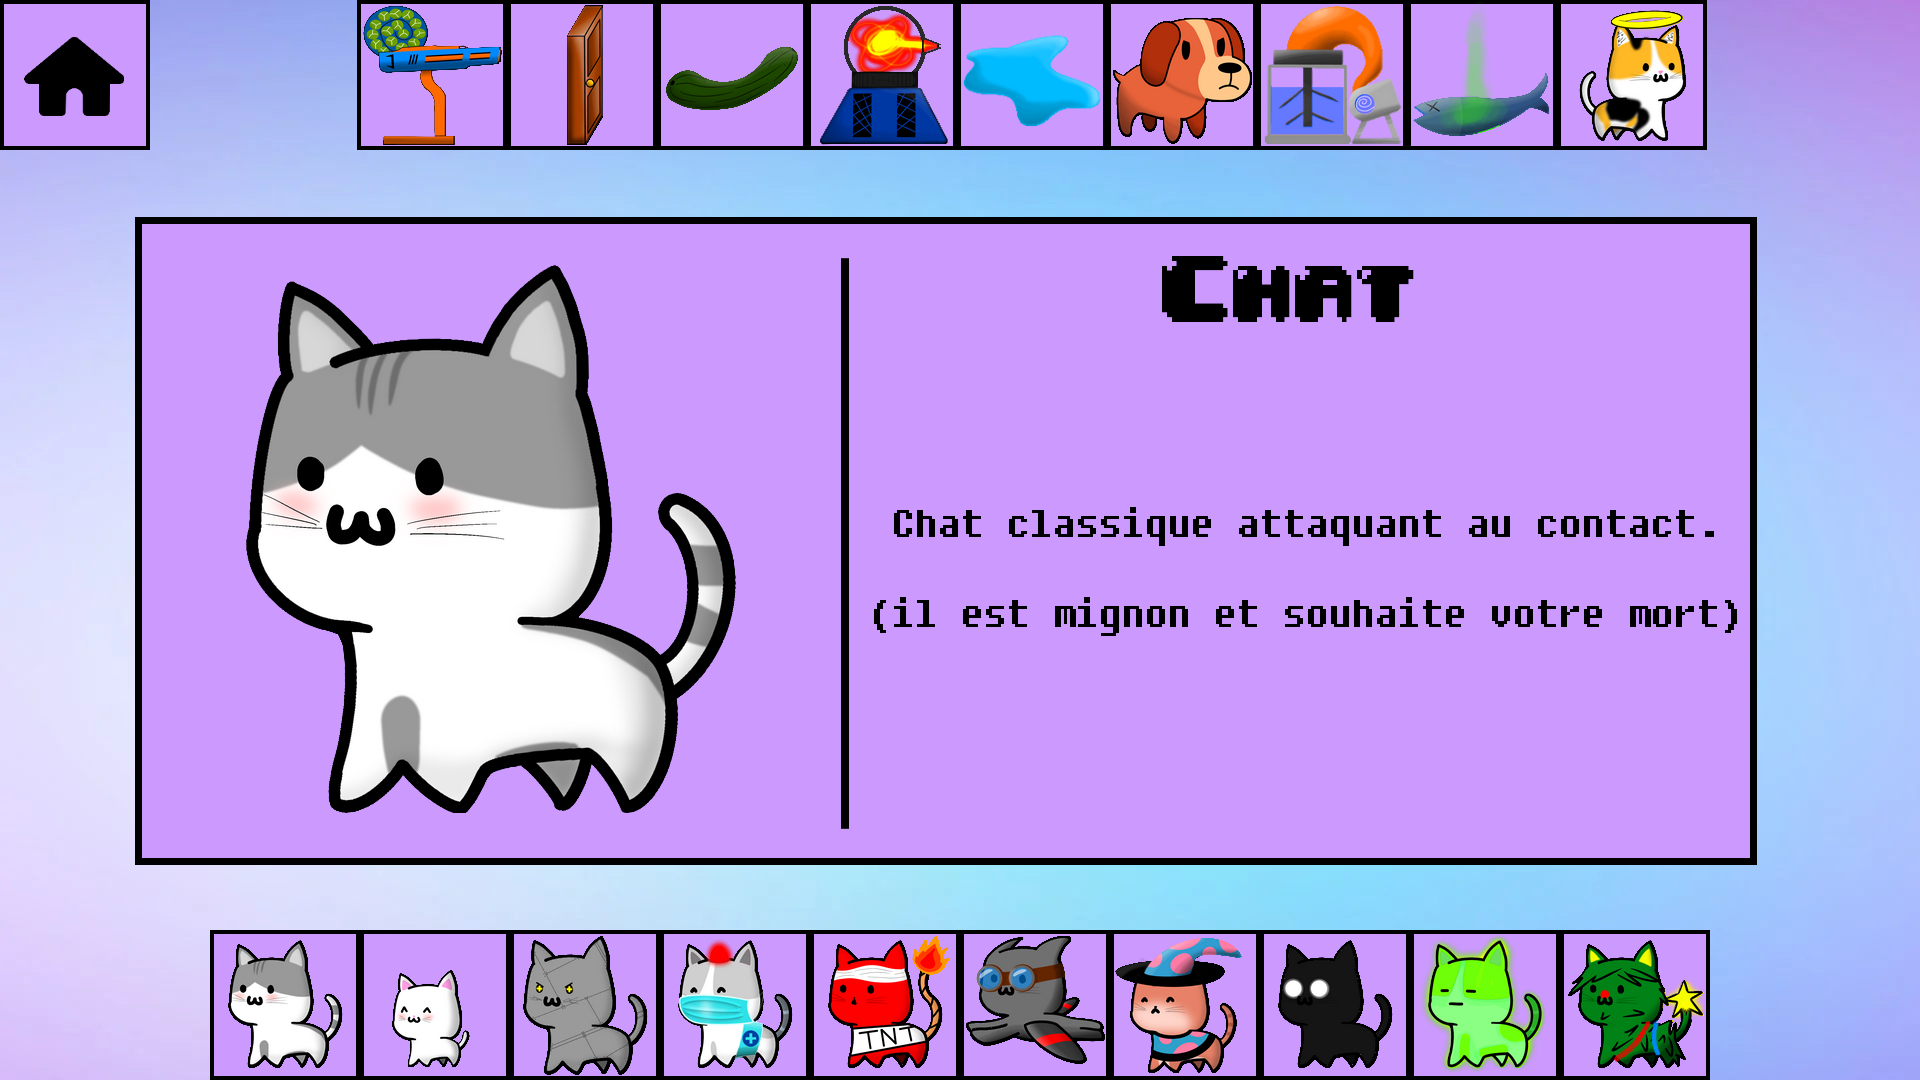 Chat
Chat classique attaquant au contact.
(il est mignon et souhaite votre mort)
TNT